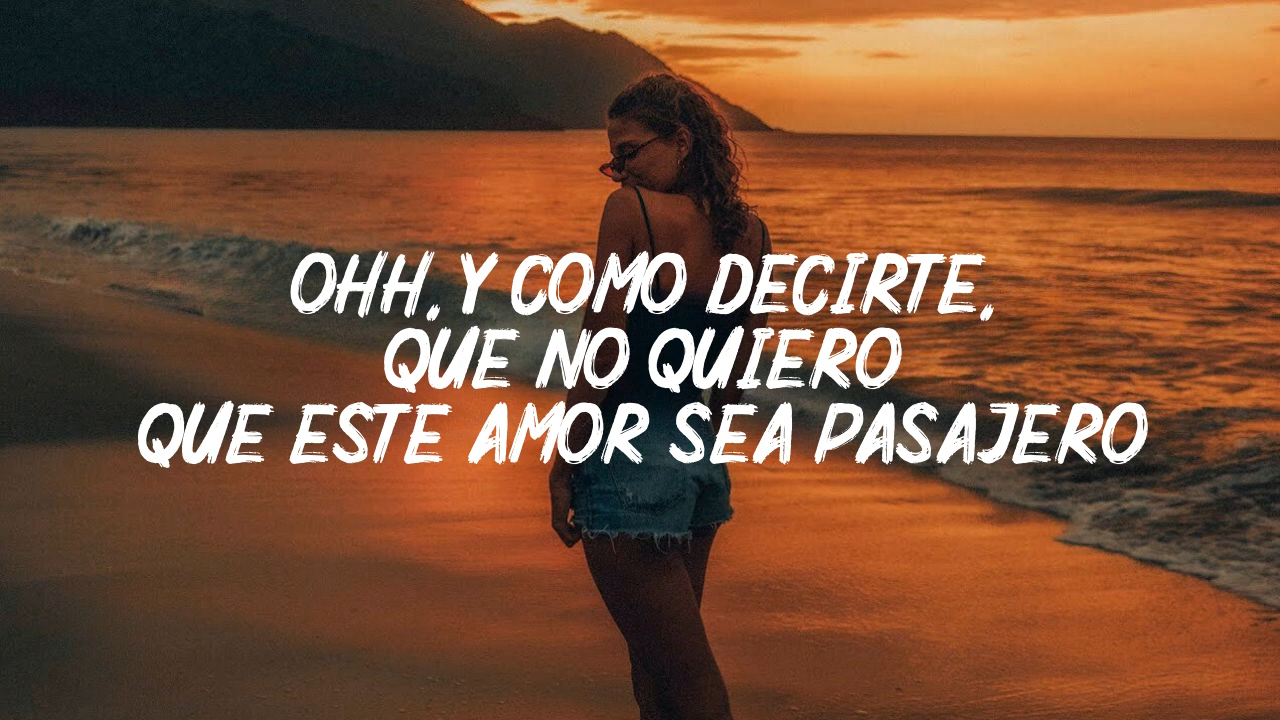 OHH, Y COMO DECIRTE,
QUE NO QUIERO
QUE ESTE AMOR SEA PASAJERO